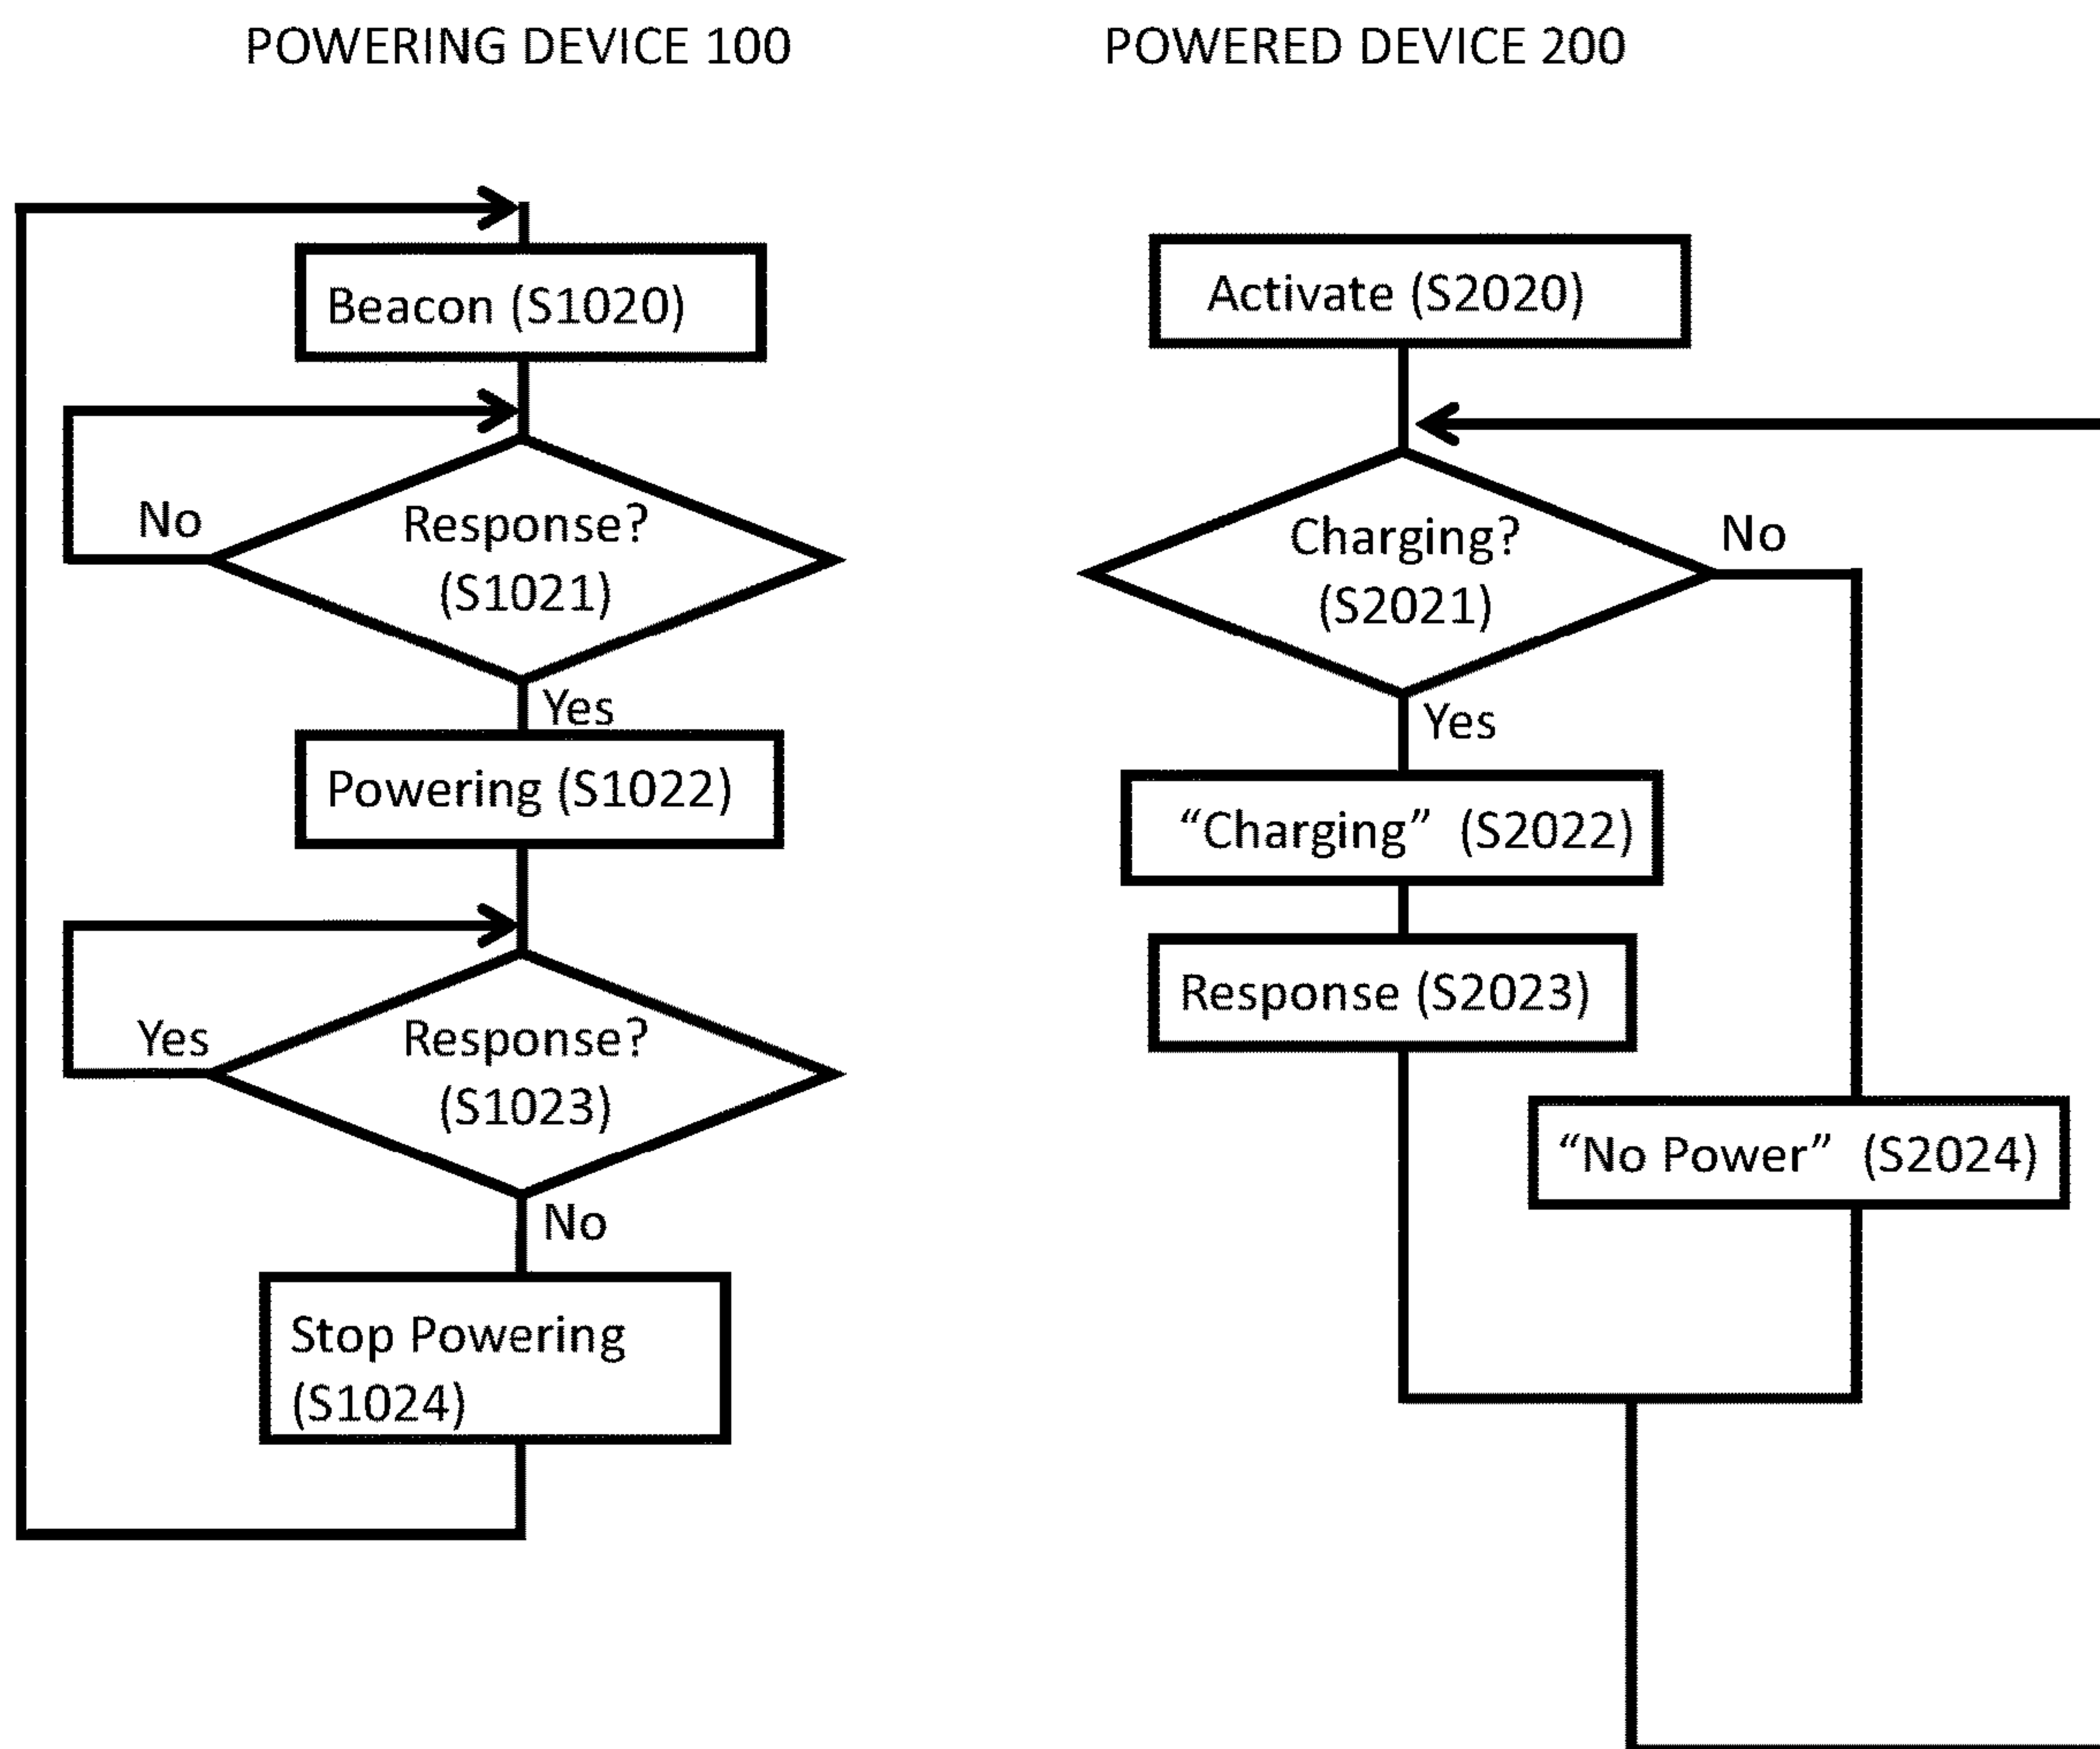 POWERING DEVICE 100
Beacon (S1020)
Response?
(S1021)
No
Yes
Powering (S1022)
Response?
(S1023)
Yes
No
Stop Powering
(S1024)
POWERED DEVICE 200
Activate (S2020)
Charging?
(S2021)
No
Yes
“Charging” (S2022)
Response (S2023)
“No Power” (S2024)